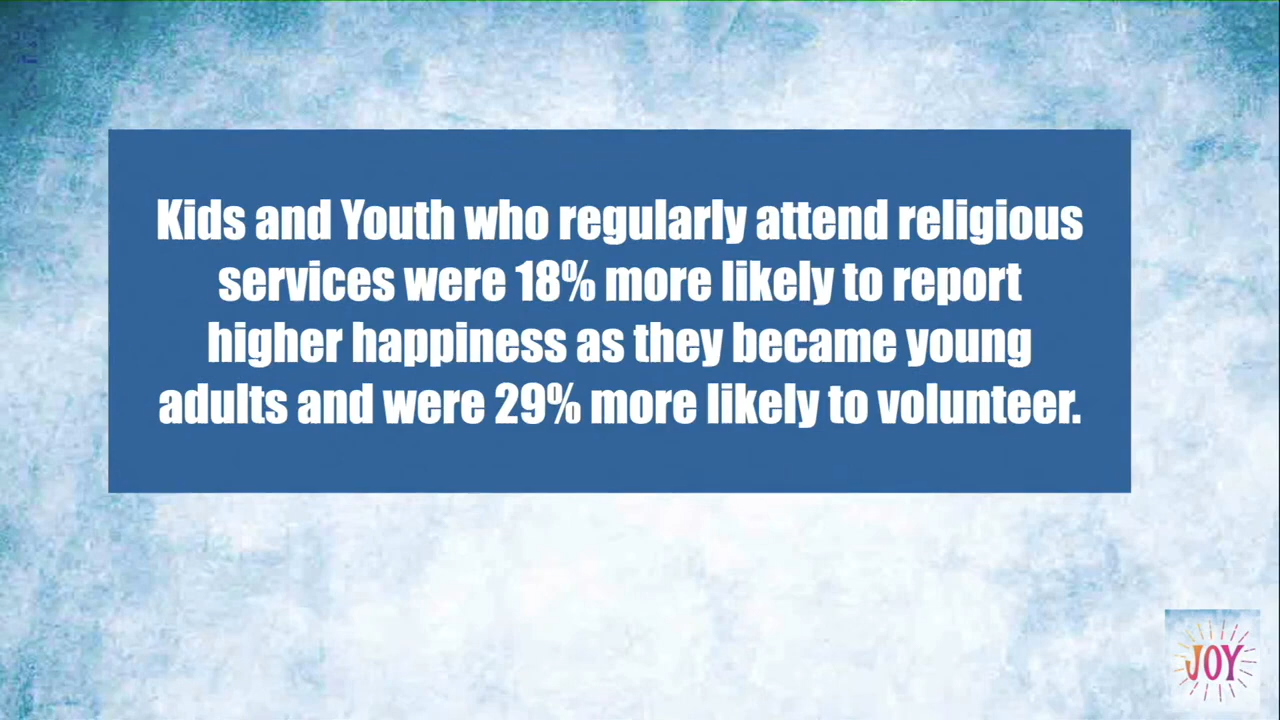 Kids and Youth who regularly attend religious
services were 18% more likely to report
higher happiness as they became young
adults and were 29% more likely to volunteer.
JOY